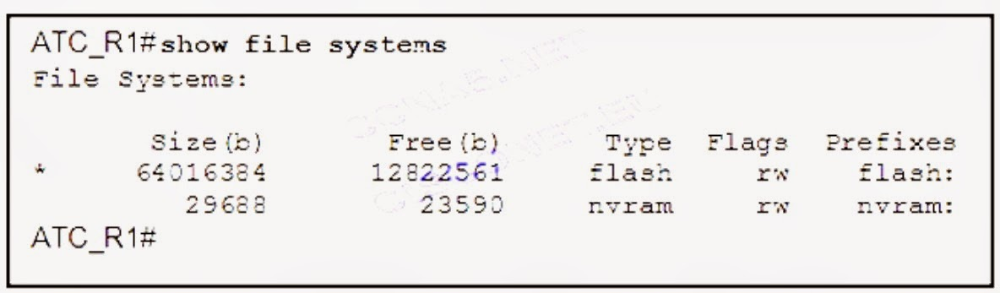 ATC_R1#show file systems
File Systems:
Size(b) Free(b) Type Flags Prefixes
* 64016384 12822561 flash rw flash:
29688 23590 nvram rw nvram:
ATC_R1#